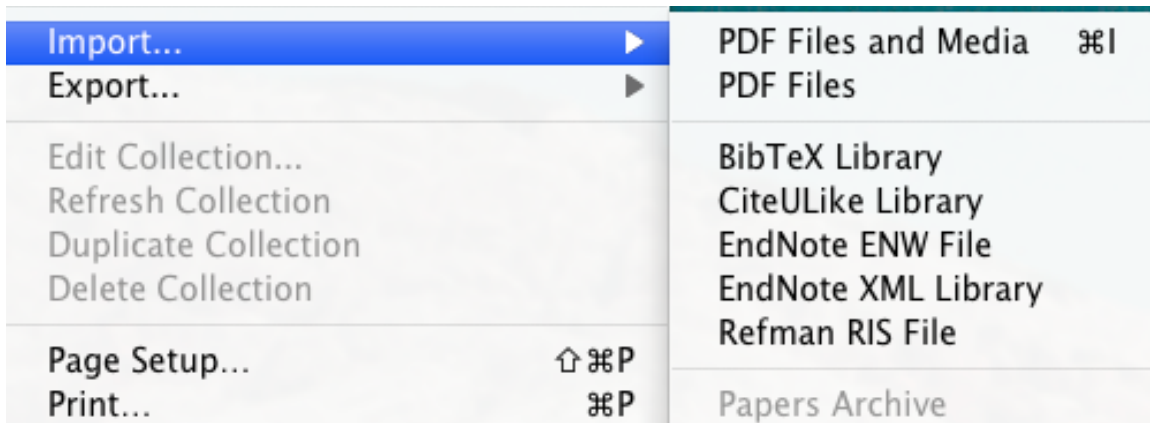 Import...
Export...
Edit Collection...
Refresh Collection
Duplicate Collection
Delete Collection
Page Setup... ⇧⌘P
Print... ⌘P
PDF Files and Media ⌘I
PDF Files
BibTeX Library
CiteULike Library
EndNote ENW File
EndNote XML Library
Refman RIS File
Papers Archive